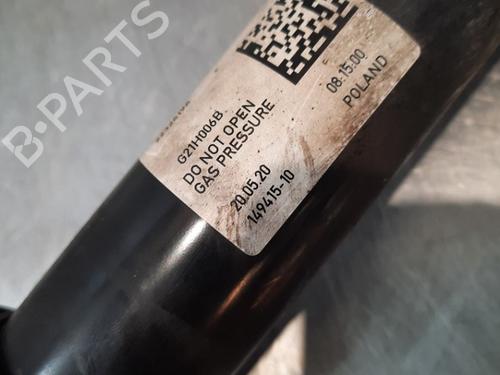 B-PARTS
G21H006B
DO NOT OPEN
GAS PRESSURE
20.05.20
149415-10
08:15:00
POLAND